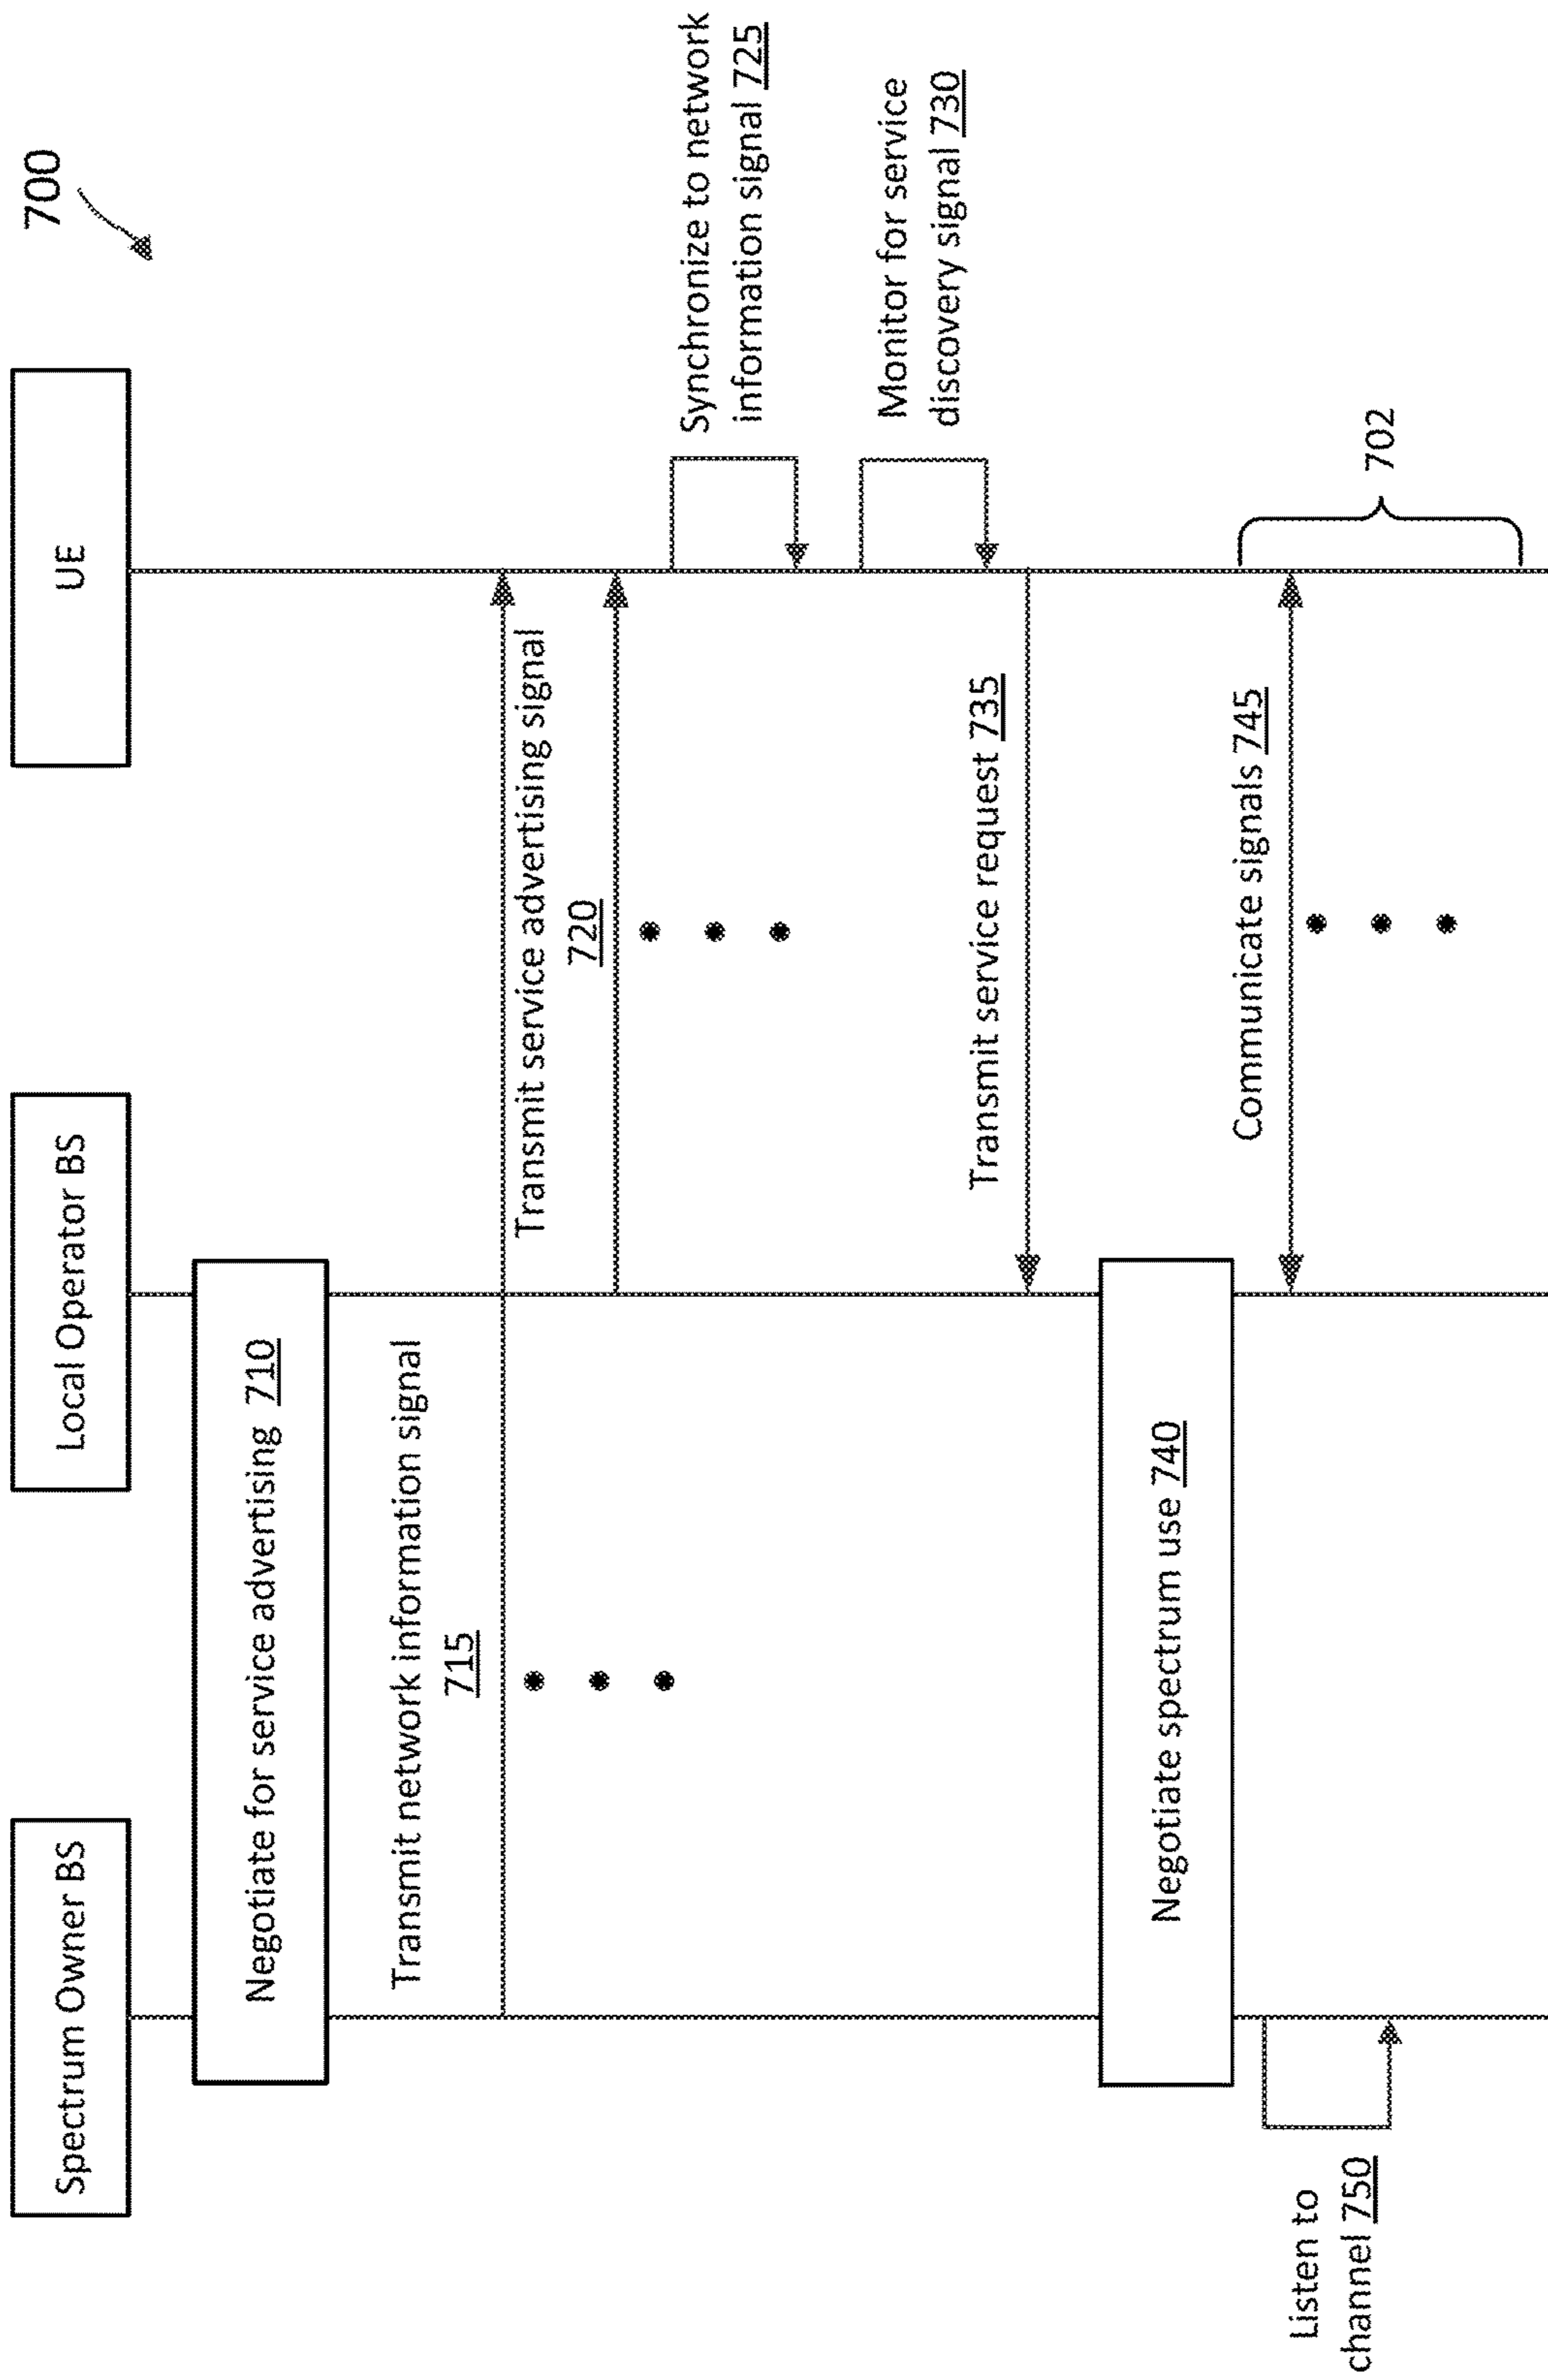 700
Spectrum Owner BS
Local Operator BS
UE
Negotiate for service advertising 710
Transmit network information signal
715
Transmit service advertising signal
720
Synchronize to network
information signal 725
Monitor for service
discovery signal 730
Transmit service request 735
Negotiate spectrum use 740
Communicate signals 745
702
Listen to
channel 750